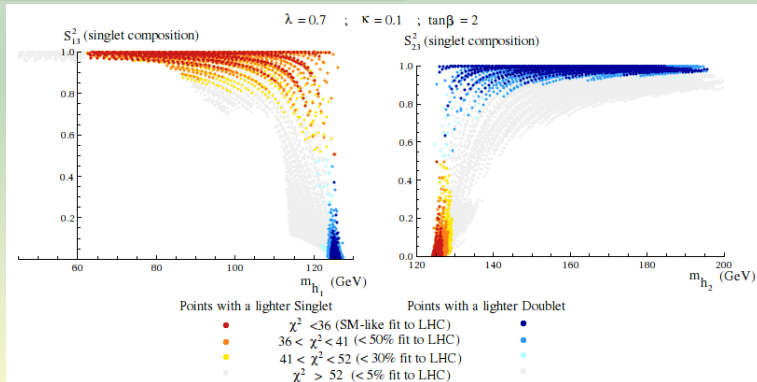 λ = 0.7 ; κ = 0.1 ; tanβ = 2
S²₁₃ (singlet composition)
S²₂₃ (singlet composition)
1.0
0.8
0.6
0.4
0.2
60 80 100 120
m h₁ (GeV)
1.0
0.8
0.6
0.4
0.2
0.0
120 140 160 180 200
m h₂ (GeV)
Points with a lighter Singlet Points with a lighter Doublet
χ² <36 (SM-like fit to LHC)
36 < χ² < 41 (< 50% fit to LHC)
41 < χ² < 52 (< 30% fit to LHC)
χ² > 52 (< 5% fit to LHC)